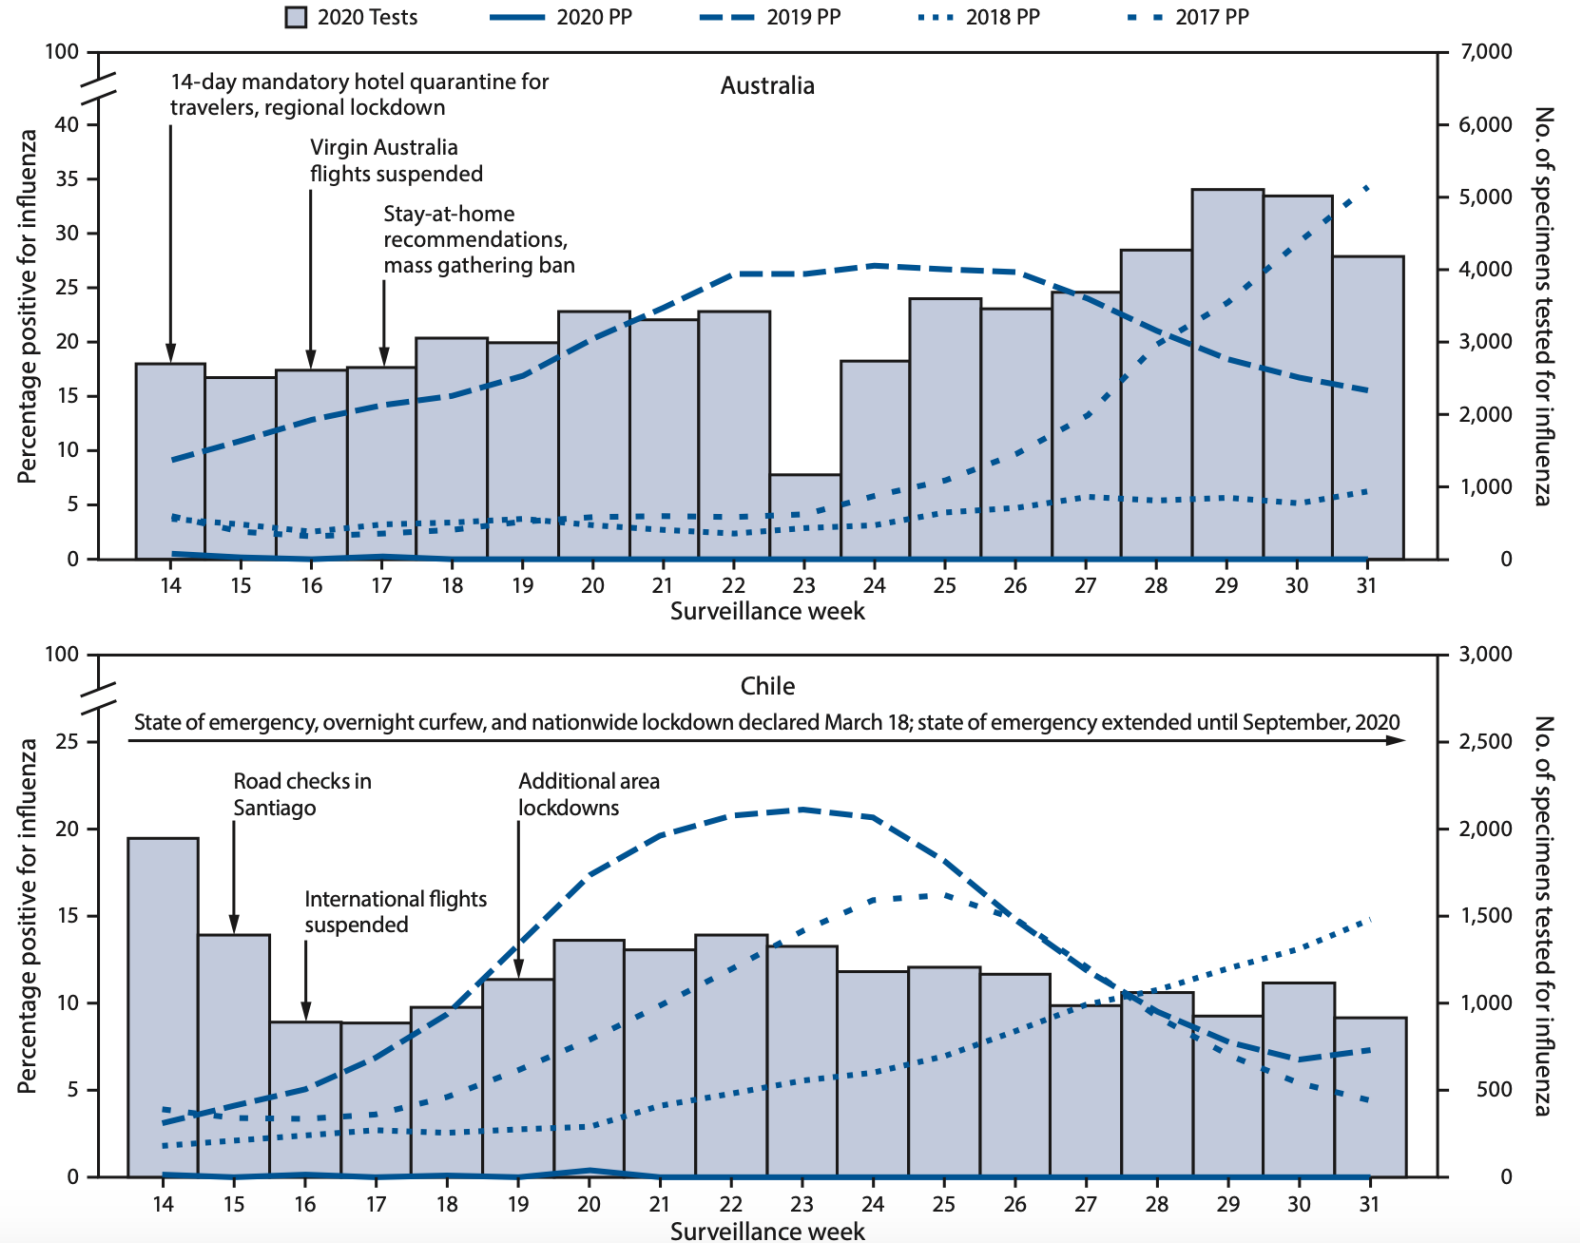 2020 Tests 2020 PP 2019 PP 2018 PP 2017 PP
Australia
14-day mandatory hotel quarantine for
travelers, regional lockdown
Virgin Australia
flights suspended
Stay-at-home
recommendations,
mass gathering ban
Percentage positive for influenza
100
40
35
30
25
20
15
10
5
0
No. of specimens tested for influenza
7,000
6,000
5,000
4,000
3,000
2,000
1,000
0
14 15 16 17 18 19 20 21 22 23 24 25 26 27 28 29 30 31
Surveillance week
Chile
State of emergency, overnight curfew, and nationwide lockdown declared March 18; state of emergency extended until September, 2020
Road checks in
Santiago
International flights
suspended
Additional area
lockdowns
Percentage positive for influenza
100
25
20
15
10
5
0
No. of specimens tested for influenza
3,000
2,500
2,000
1,500
1,000
500
0
14 15 16 17 18 19 20 21 22 23 24 25 26 27 28 29 30 31
Surveillance week